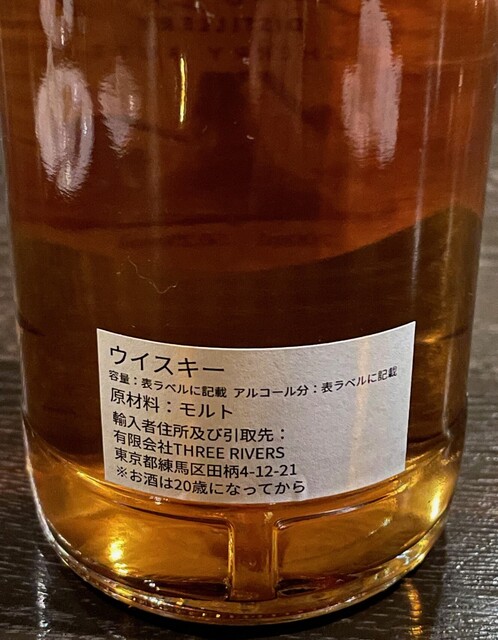 ウイスキー
容量：表ラベルに記載 アルコール分：表ラベルに記載
原材料：モルト
輸入者住所及び引取先：
有限会社THREE RIVERS
東京都練馬区田柄4-12-21
※お酒は20歳になってから